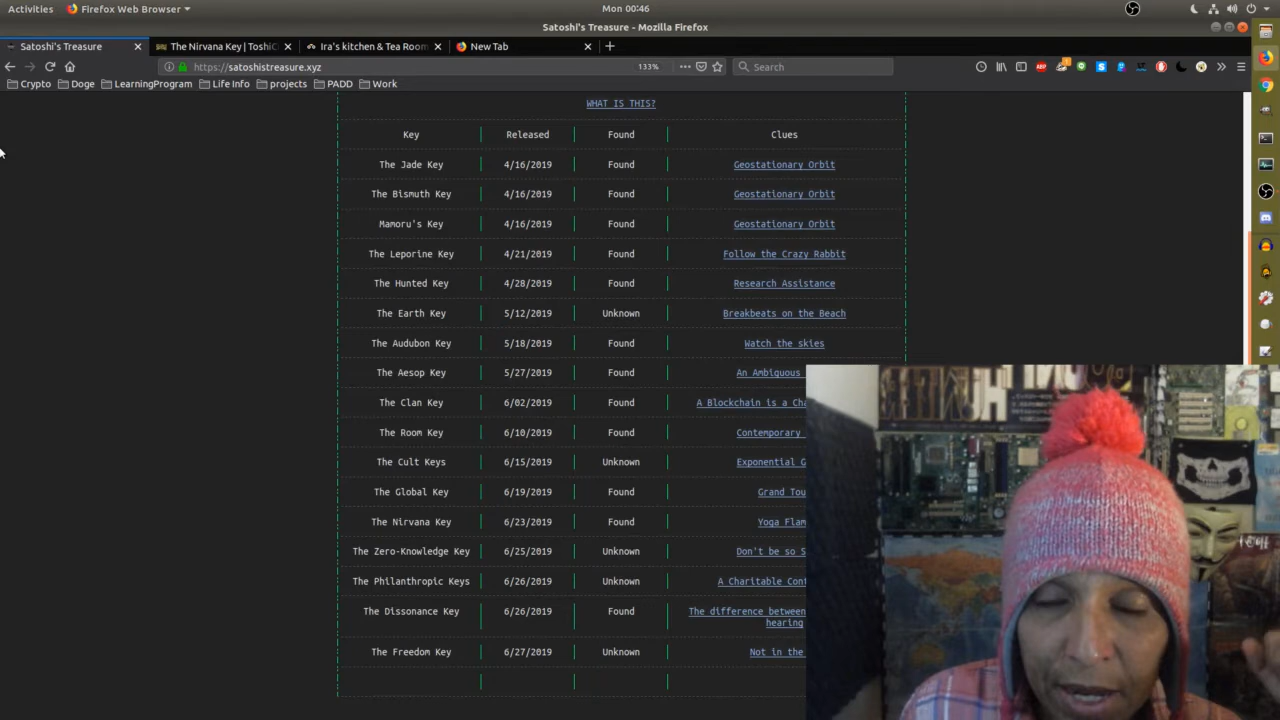 Activities Firefox Web Browser Mon 00:46
Satoshi's Treasure - Mozilla Firefox
Satoshi's Treasure The Nirvana Key | ToshiC Ira's kitchen & Tea Room New Tab
https://satoshistreasure.xyz 133% Search
Crypto Doge LearningProgram Life Info projects PADD Work
WHAT IS THIS?
Key Released Found Clues
The Jade Key 4/16/2019 Found Geostationary Orbit
The Bismuth Key 4/16/2019 Found Geostationary Orbit
Mamoru's Key 4/16/2019 Found Geostationary Orbit
The Leporine Key 4/21/2019 Found Follow the Crazy Rabbit
The Hunted Key 4/28/2019 Found Research Assistance
The Earth Key 5/12/2019 Unknown Breakbeats on the Beach
The Audubon Key 5/18/2019 Found Watch the skies
The Aesop Key 5/27/2019 Found An Ambiguous
The Clan Key 6/02/2019 Found A Blockchain is a Cha
The Room Key 6/10/2019 Found Contemporary
The Cult Keys 6/15/2019 Unknown Exponential G
The Global Key 6/19/2019 Found Grand Tou
The Nirvana Key 6/23/2019 Found Yoga Flam
The Zero-Knowledge Key 6/25/2019 Unknown Don't be so S
The Philanthropic Keys 6/26/2019 Unknown A Charitable Cont
The Dissonance Key 6/26/2019 Found The difference between
hearing
The Freedom Key 6/27/2019 Unknown Not in the